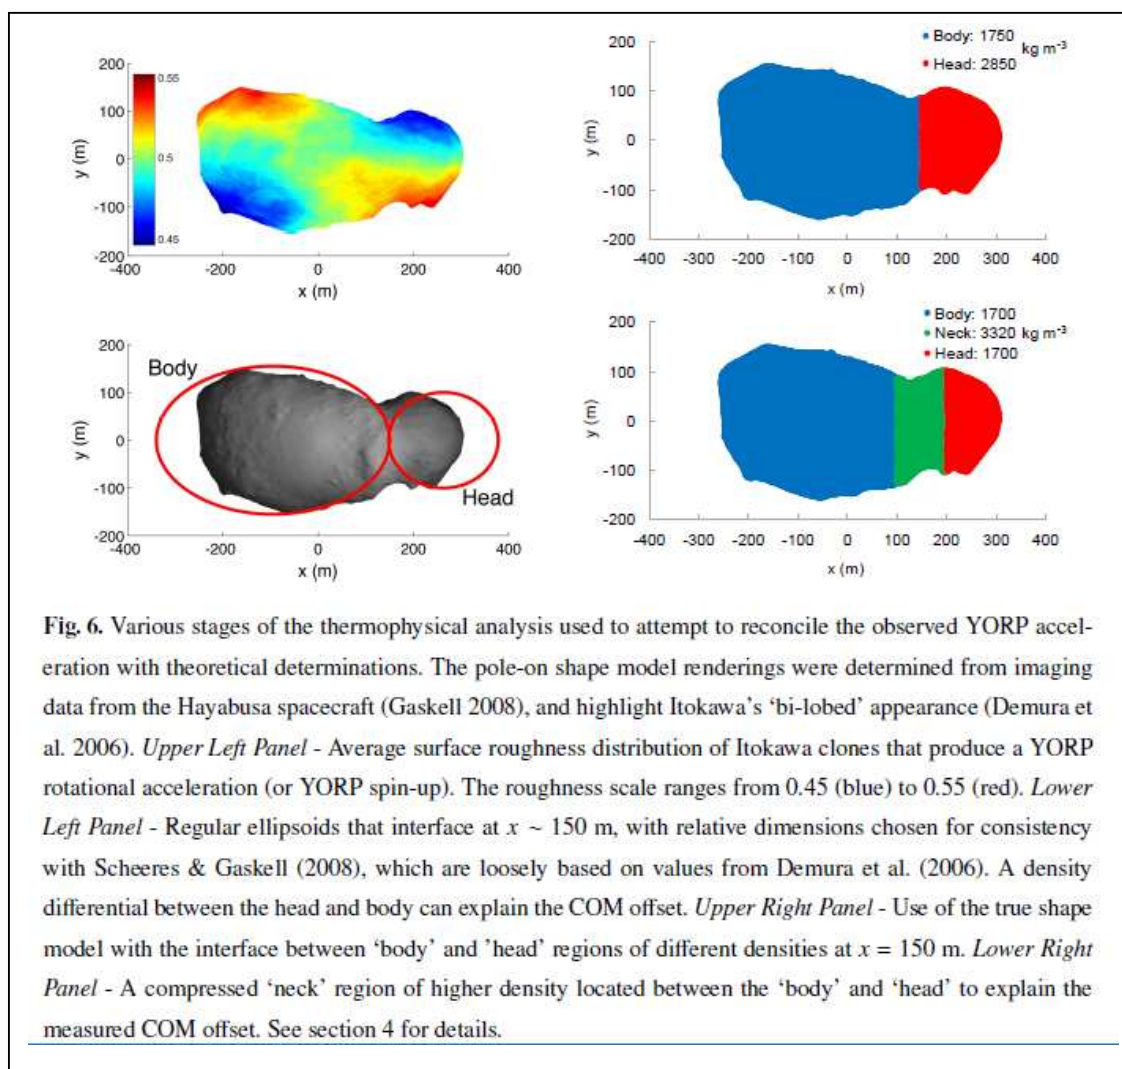 200
100
0
-100
-200
y (m)
0.55
0.5
0.45
-400 -200 0 200 400
x (m)
200
100
0
-100
-200
y (m)
Body: 1750
kg m⁻³
Head: 2850
-400 -300 -200 -100 0 100 200 300 400
x (m)
200
100
0
-100
-200
y (m)
Body
Head
-400 -200 0 200 400
x (m)
200
100
0
-100
-200
y (m)
Body: 1700
Neck: 3320 kg m⁻³
Head: 1700
-400 -300 -200 -100 0 100 200 300 400
x (m)
Fig. 6. Various stages of the thermophysical analysis used to attempt to reconcile the observed YORP accel-
eration with theoretical determinations. The pole-on shape model renderings were determined from imaging
data from the Hayabusa spacecraft (Gaskell 2008), and highlight Itokawa's ‘bi-lobed’ appearance (Demura et
al. 2006). Upper Left Panel - Average surface roughness distribution of Itokawa clones that produce a YORP
rotational acceleration (or YORP spin-up). The roughness scale ranges from 0.45 (blue) to 0.55 (red). Lower
Left Panel - Regular ellipsoids that interface at x ~ 150 m, with relative dimensions chosen for consistency
with Scheeres & Gaskell (2008), which are loosely based on values from Demura et al. (2006). A density
differential between the head and body can explain the COM offset. Upper Right Panel - Use of the true shape
model with the interface between ‘body’ and ’head’ regions of different densities at x = 150 m. Lower Right
Panel - A compressed ‘neck’ region of higher density located between the ‘body’ and ‘head’ to explain the
measured COM offset. See section 4 for details.